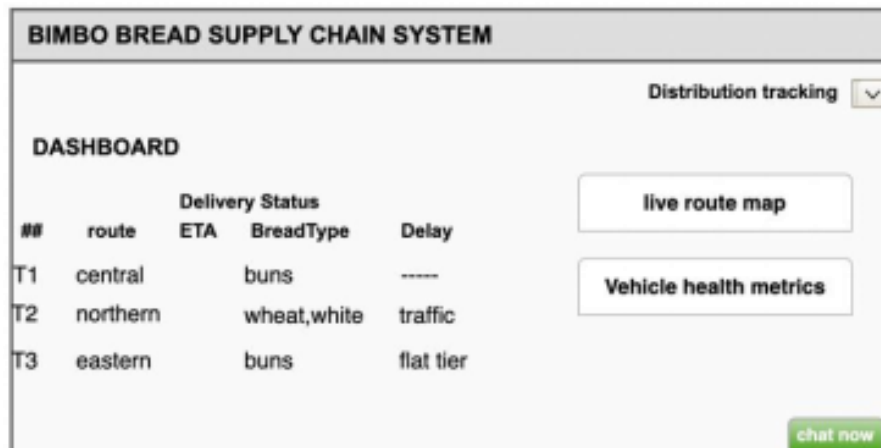 BIMBO BREAD SUPPLY CHAIN SYSTEM
Distribution tracking
DASHBOARD
Delivery Status
## route ETA BreadType Delay
T1 central buns -----
T2 northern wheat,white traffic
T3 eastern buns flat tier
live route map
Vehicle health metrics
chat now